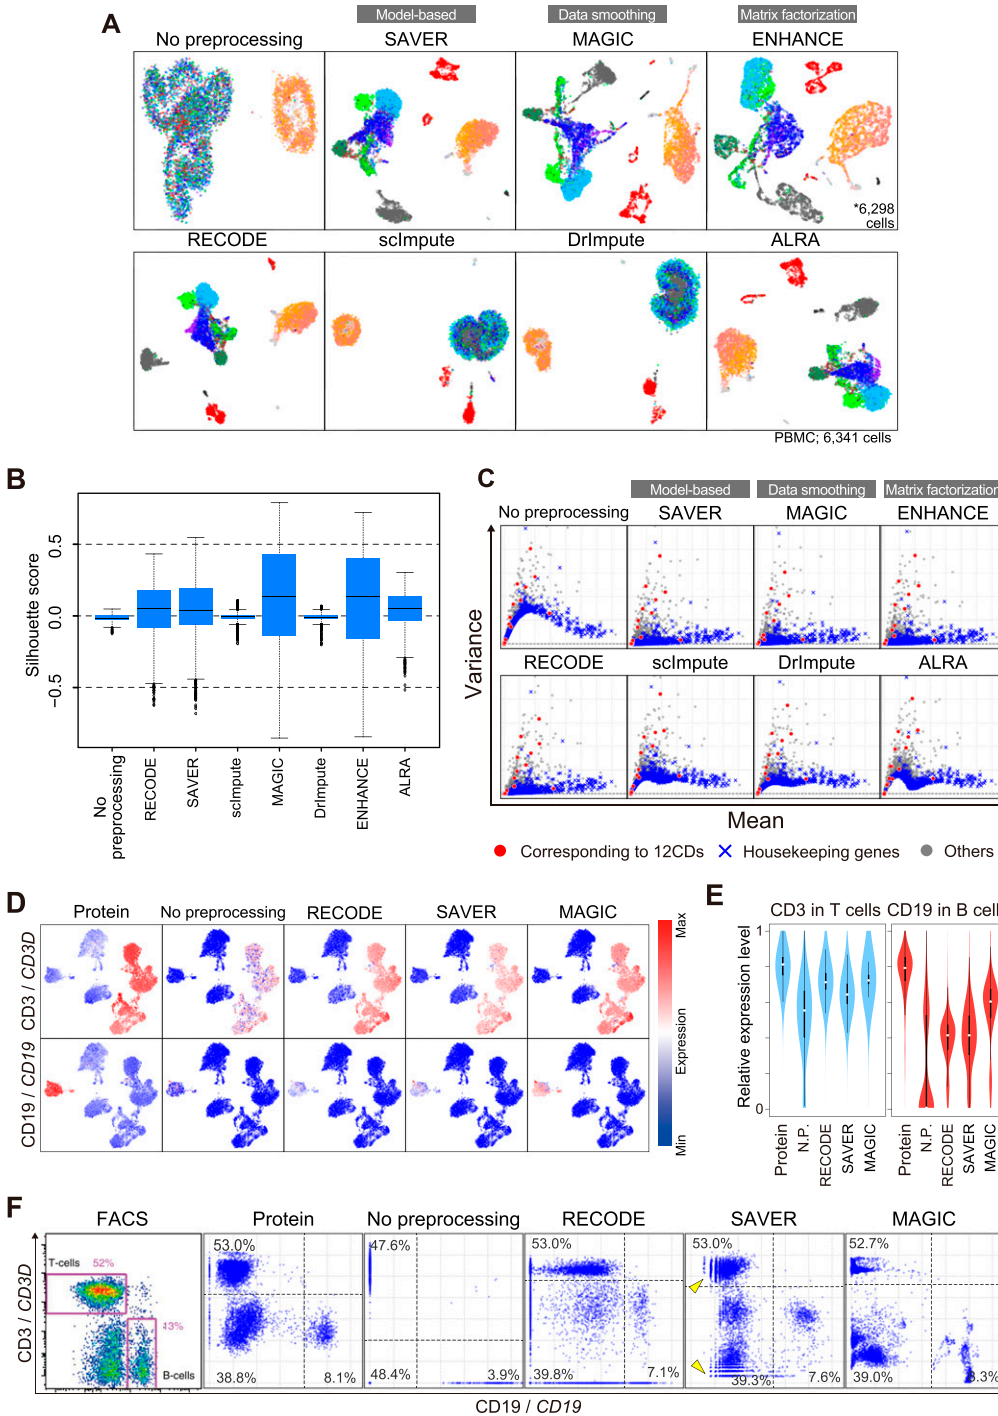 A
Model-based
Data smoothing
Matrix factorization
No preprocessing
SAVER
MAGIC
ENHANCE
*6,298
cells
RECODE
scImpute
DrImpute
ALRA
PBMC; 6,341 cells
B
Silhouette score
0.5
0.0
−0.5
No
preprocessing
RECODE
SAVER
scImpute
MAGIC
DrImpute
ENHANCE
ALRA
C
Model-based
Data smoothing
Matrix factorization
No preprocessing
SAVER
MAGIC
ENHANCE
RECODE
scImpute
DrImpute
ALRA
Variance
Mean
Corresponding to 12CDs
Housekeeping genes
Others
D
Protein
No preprocessing
RECODE
SAVER
MAGIC
CD3 / CD3D
CD19 / CD19
Max
Expression
Min
E
CD3 in T cells
CD19 in B cell
Relative expression level
1
0
Protein
N.P.
RECODE
SAVER
MAGIC
Protein
N.P.
RECODE
SAVER
MAGIC
F
FACS
Protein
No preprocessing
RECODE
SAVER
MAGIC
CD3 / CD3D
T-cells
52%
B-cells
53.0%
38.8%
8.1%
47.6%
48.4%
3.9%
53.0%
39.8%
7.1%
53.0%
39.3%
7.6%
52.7%
39.0%
CD19 / CD19